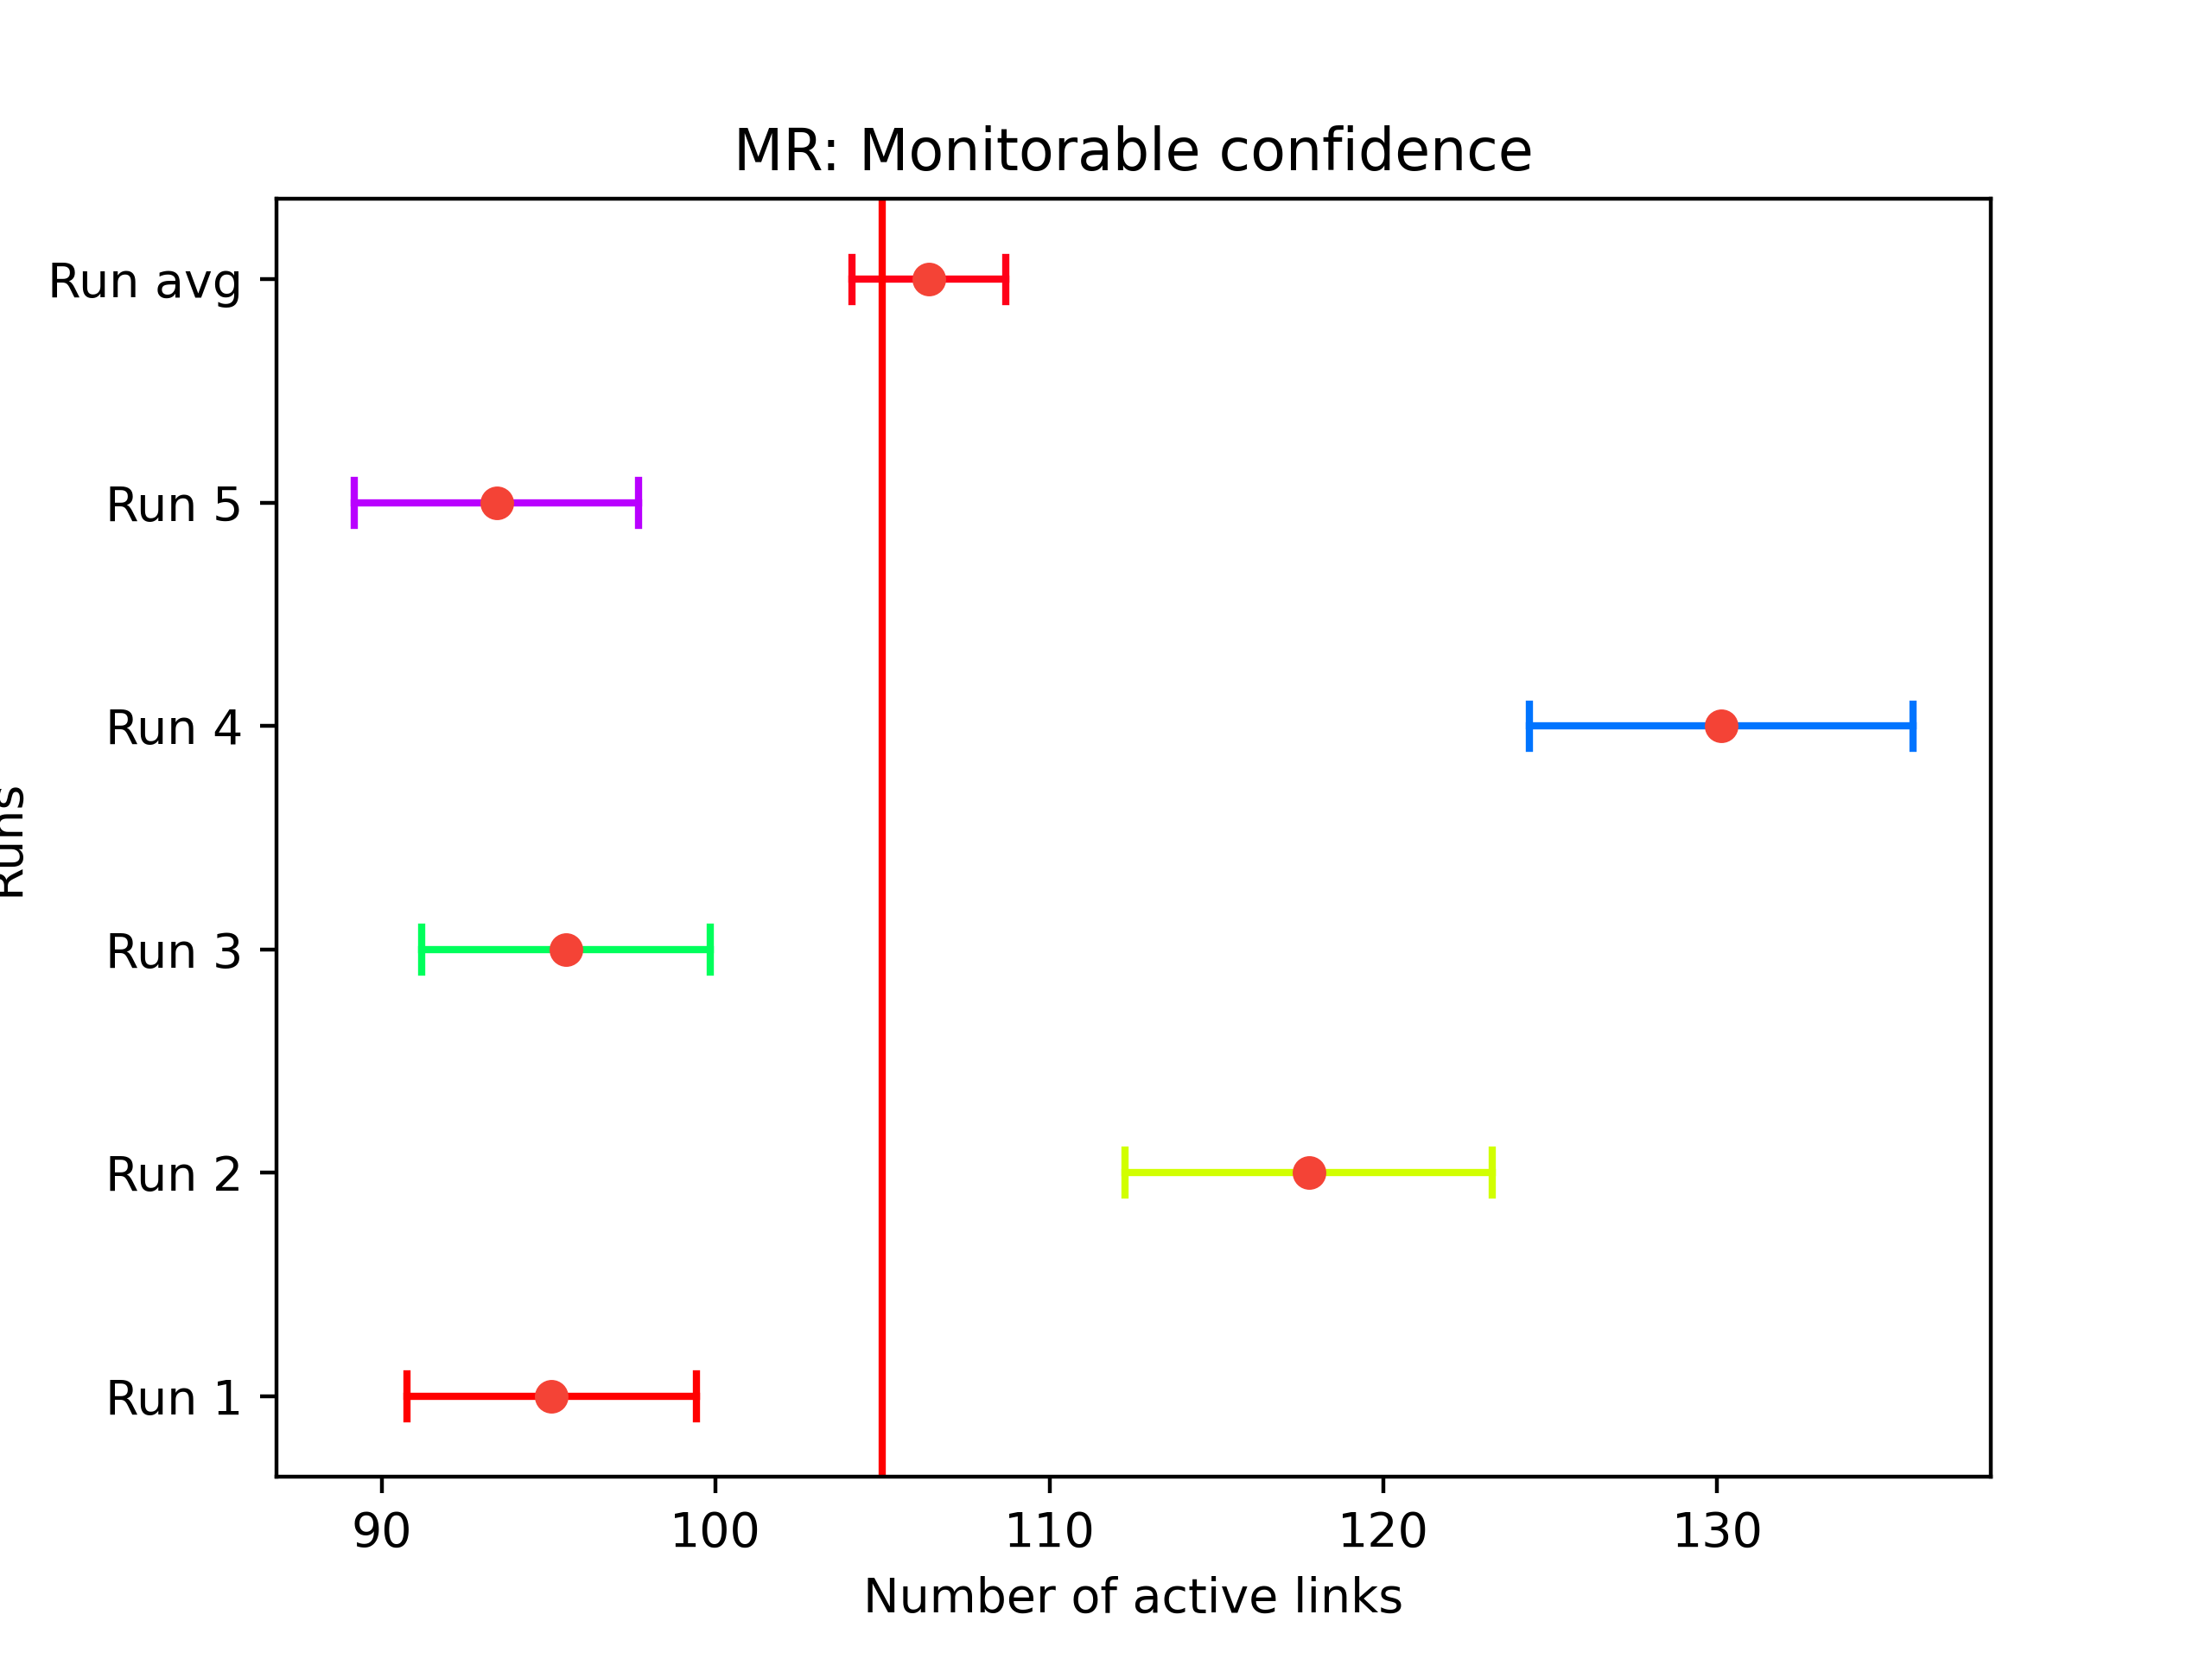 MR: Monitorable confidence
Run avg
Run 5
Run 4
Run 3
Run 2
Run 1
Runs
90 100 110 120 130
Number of active links